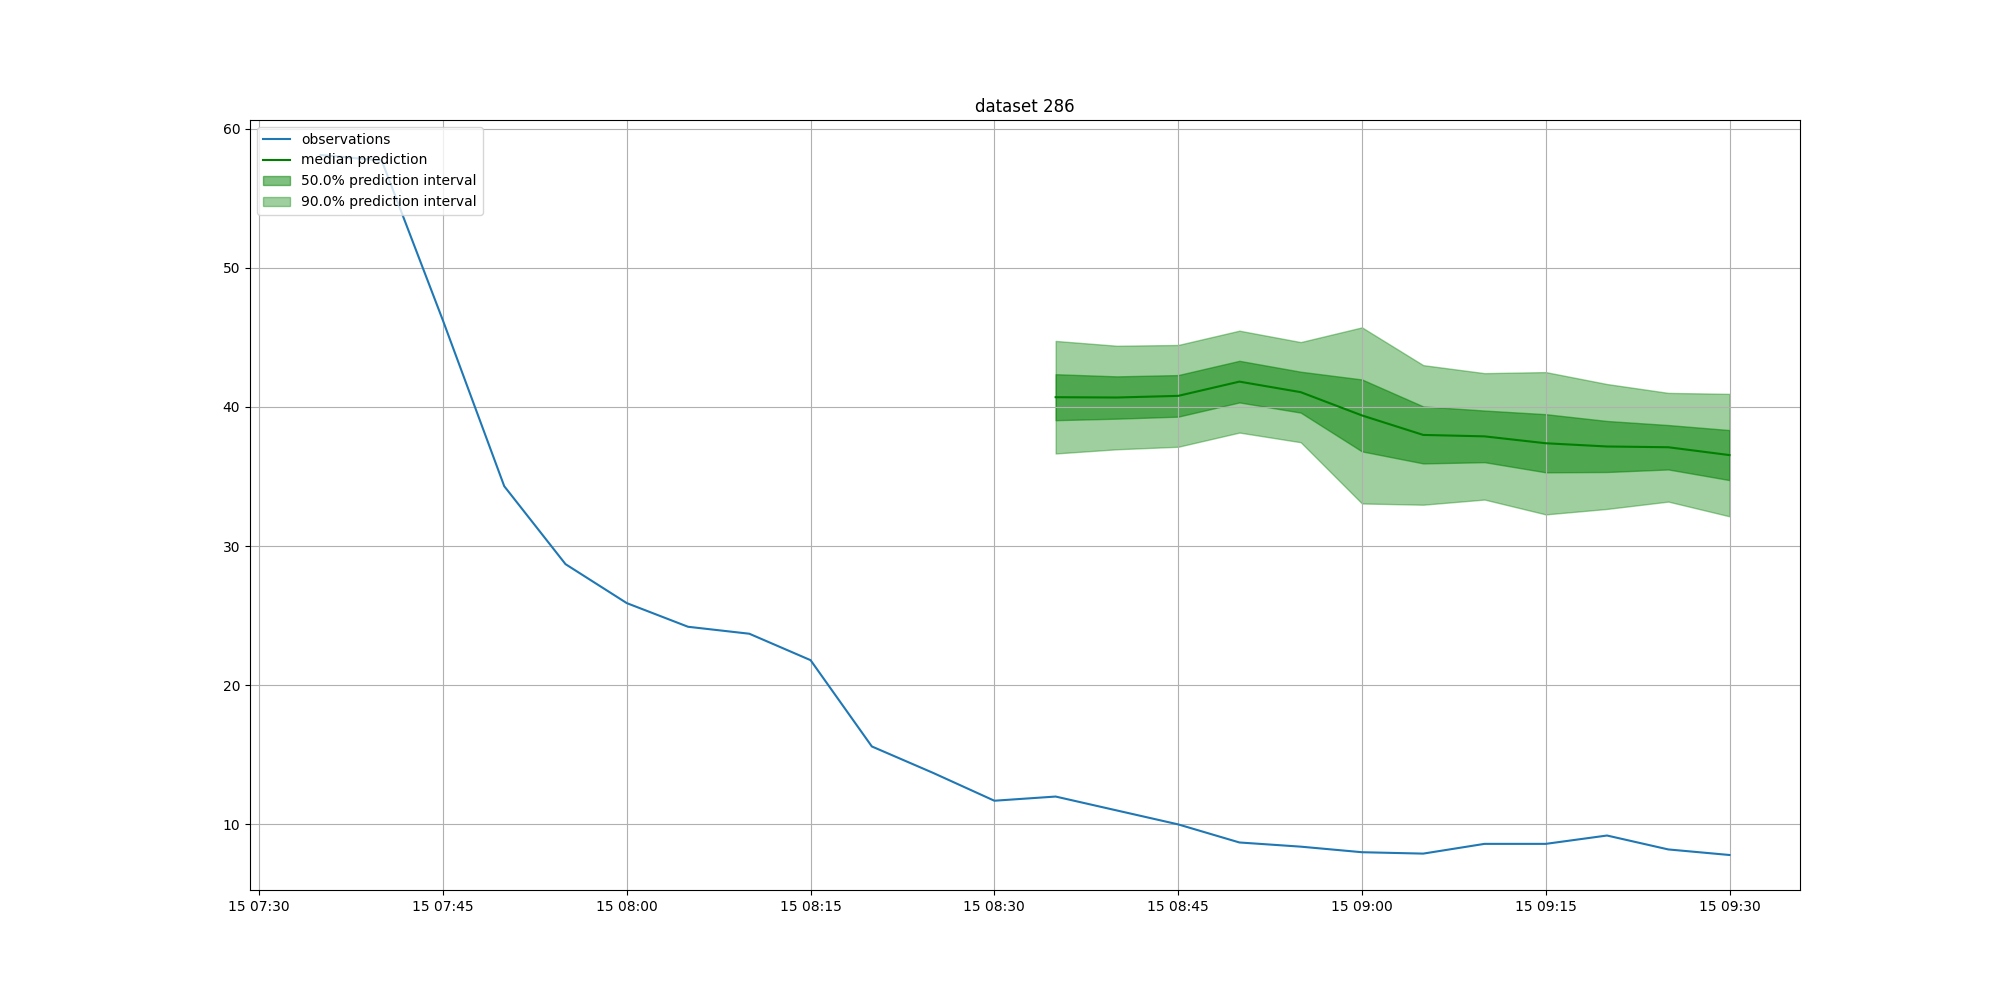 dataset 286
observations
median prediction
50.0% prediction interval
90.0% prediction interval
60
50
40
30
20
10
15 07:30 15 07:45 15 08:00 15 08:15 15 08:30 15 08:45 15 09:00 15 09:15 15 09:30